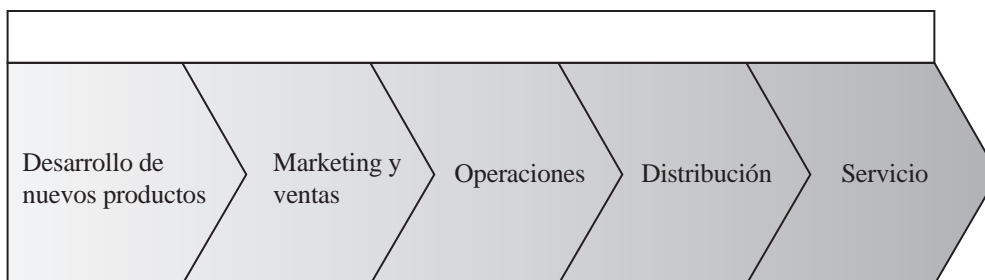 Desarrollo de
nuevos productos
Marketing y
ventas
Operaciones
Distribución
Servicio